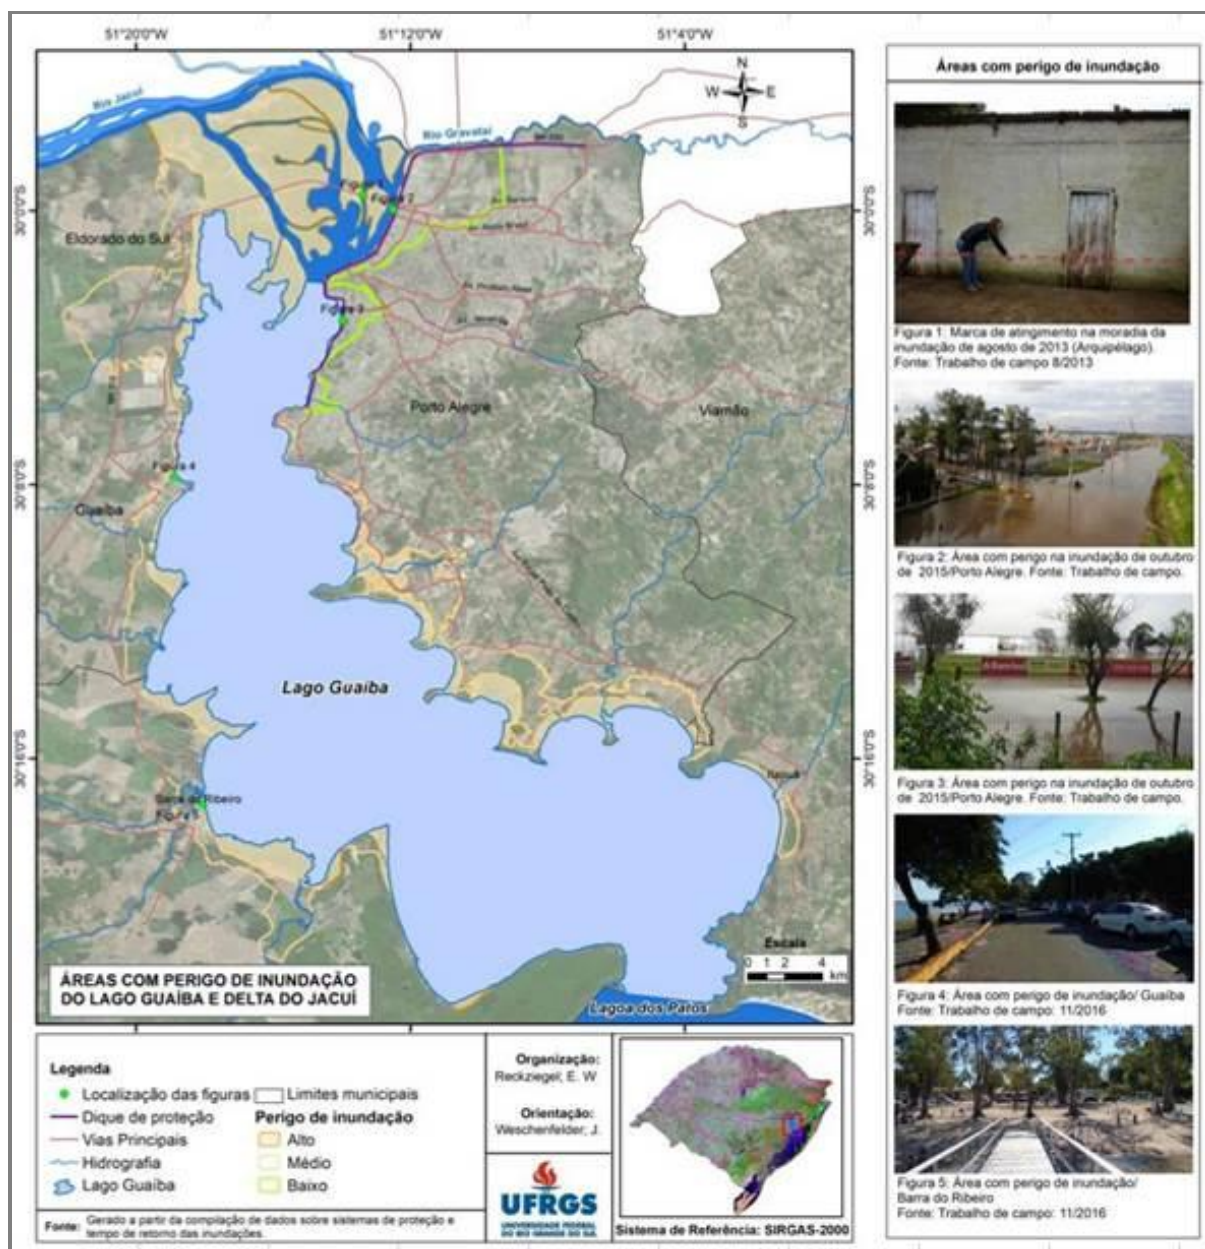 51°20'0"W
51°12'0"W
51°4'0"W
N
W
E
S
Rio Jacuí
Rio Gravataí
30°0'0"S
30°0'0"S
Figura 2
Eldorado do Sul
Figura 3
Porto Alegre
Viamão
30°8'0"S
30°8'0"S
Figura 4
Guaíba
Lago Guaíba
30°16'0"S
30°16'0"S
Itapuã
Barra do Ribeiro
Figura 5
Escala
0 1 2 4
km
Lagoa dos Patos
ÁREAS COM PERIGO DE INUNDAÇÃO
DO LAGO GUAÍBA E DELTA DO JACUÍ
Legenda
Localização das figuras
Dique de proteção
Vias Principais
Hidrografia
Lago Guaíba
Limites municipais
Perigo de inundação
Alto
Médio
Baixo
Fonte: Gerado a partir da compilação de dados sobre sistemas de proteção e
tempo de retorno das inundações.
Organização:
Reckziegel, E. W
Orientação:
Weschenfelder, J.
UFRGS
UNIVERSIDADE FEDERAL
DO RIO GRANDE DO SUL
Sistema de Referência: SIRGAS-2000
Áreas com perigo de inundação
Figura 1: Marca de atingimento na moradia da
inundação de agosto de 2013 (Arquipélago).
Fonte: Trabalho de campo 8/2013
Figura 2: Área com perigo na inundação de outubro
de 2015/Porto Alegre. Fonte: Trabalho de campo.
Figura 3: Área com perigo na inundação de outubro
de 2015/Porto Alegre. Fonte: Trabalho de campo.
Figura 4: Área com perigo de inundação/ Guaíba
Fonte: Trabalho de campo: 11/2016
Figura 5: Área com perigo de inundação/
Barra do Ribeiro
Fonte: Trabalho de campo: 11/2016